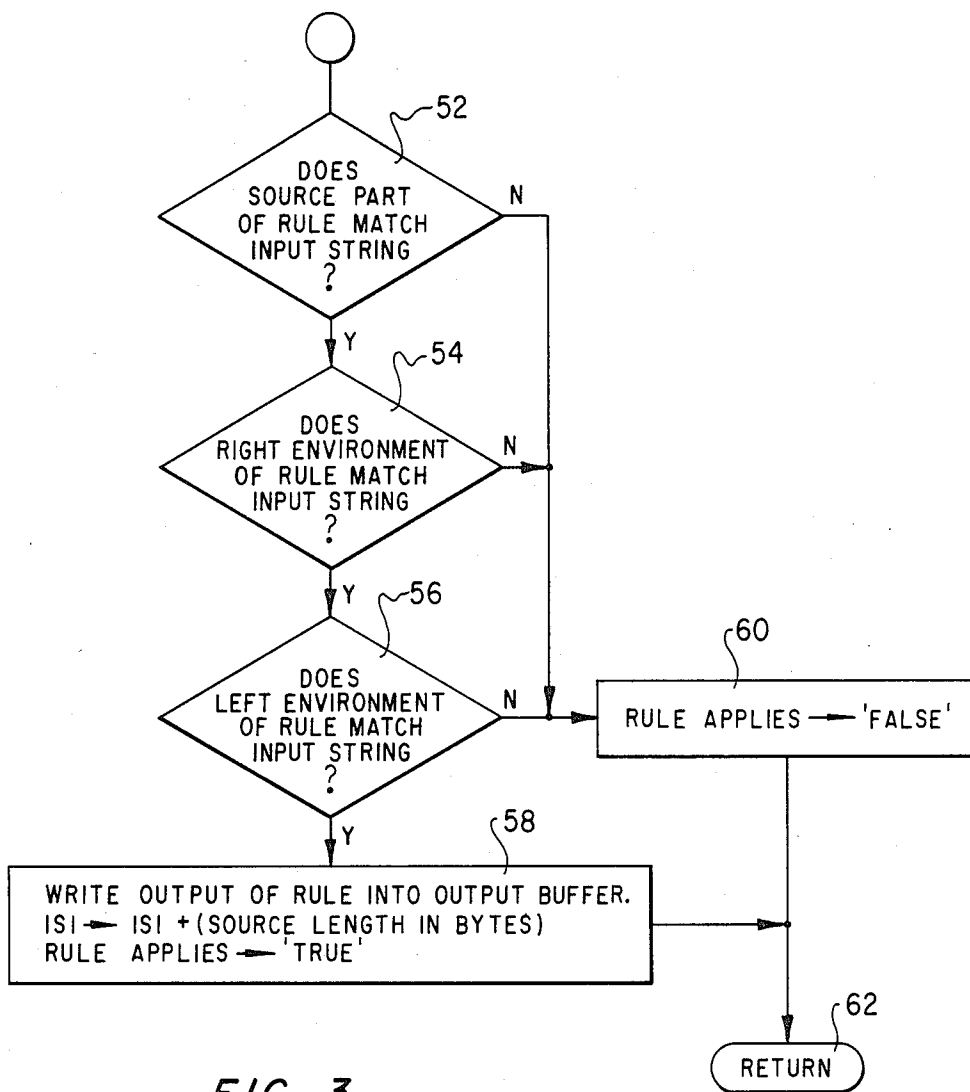 52
DOES
SOURCE PART
OF RULE MATCH
INPUT STRING
?
N
Y
54
DOES
RIGHT ENVIRONMENT
OF RULE MATCH
INPUT STRING
?
N
Y
56
DOES
LEFT ENVIRONMENT
OF RULE MATCH
INPUT STRING
?
N
Y
60
RULE APPLIES → 'FALSE'
58
WRITE OUTPUT OF RULE INTO OUTPUT BUFFER.
ISI → ISI + (SOURCE LENGTH IN BYTES)
RULE APPLIES → 'TRUE'
62
RETURN
FIG. 3